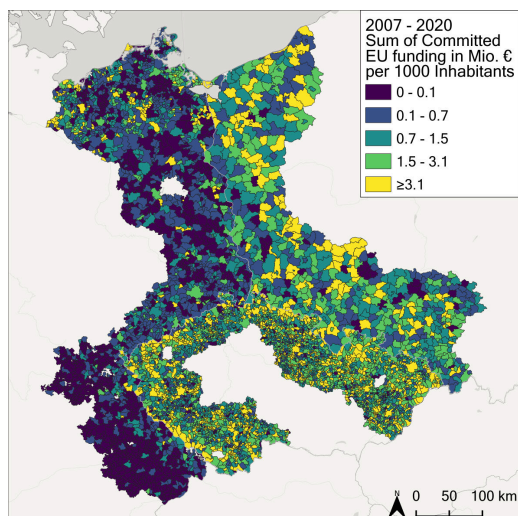 2007 - 2020
Sum of Committed
EU funding in Mio. €
per 1000 Inhabitants
0 - 0.1
0.1 - 0.7
0.7 - 1.5
1.5 - 3.1
≥3.1
N
0 50 100 km